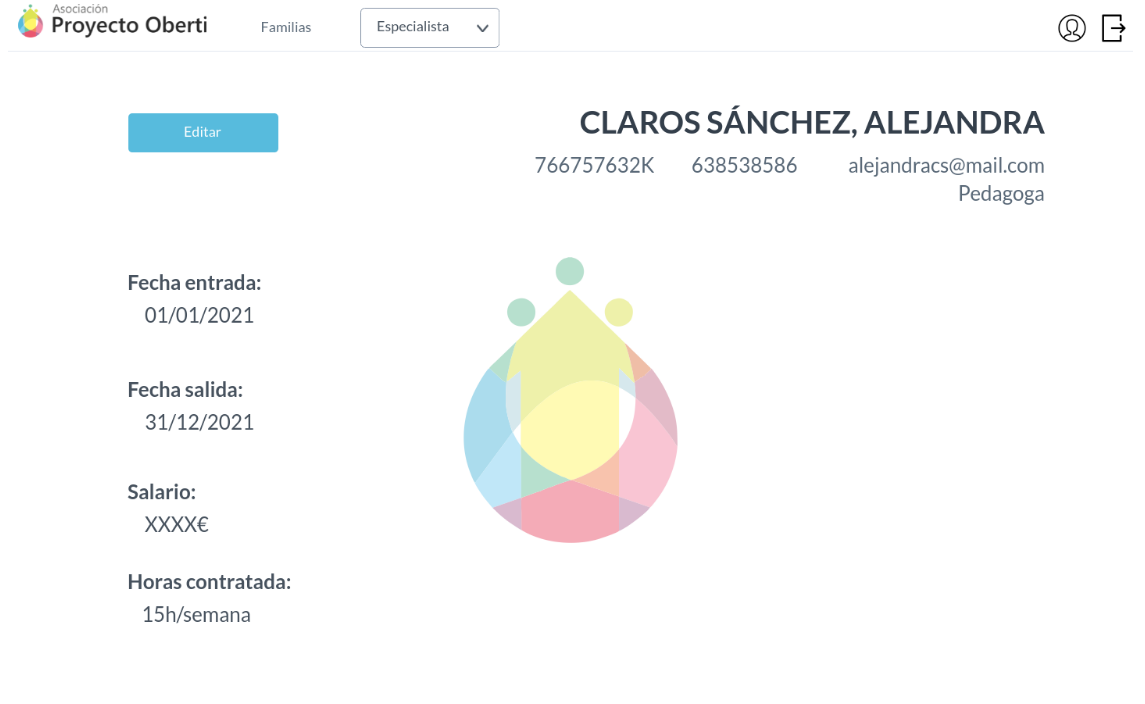 Asociación
Proyecto Oberti
Familias
Especialista
Editar
CLAROS SÁNCHEZ, ALEJANDRA
766757632K 638538586 alejandracs@mail.com
Pedagoga
Fecha entrada:
01/01/2021
Fecha salida:
31/12/2021
Salario:
XXXX€
Horas contratada:
15h/semana